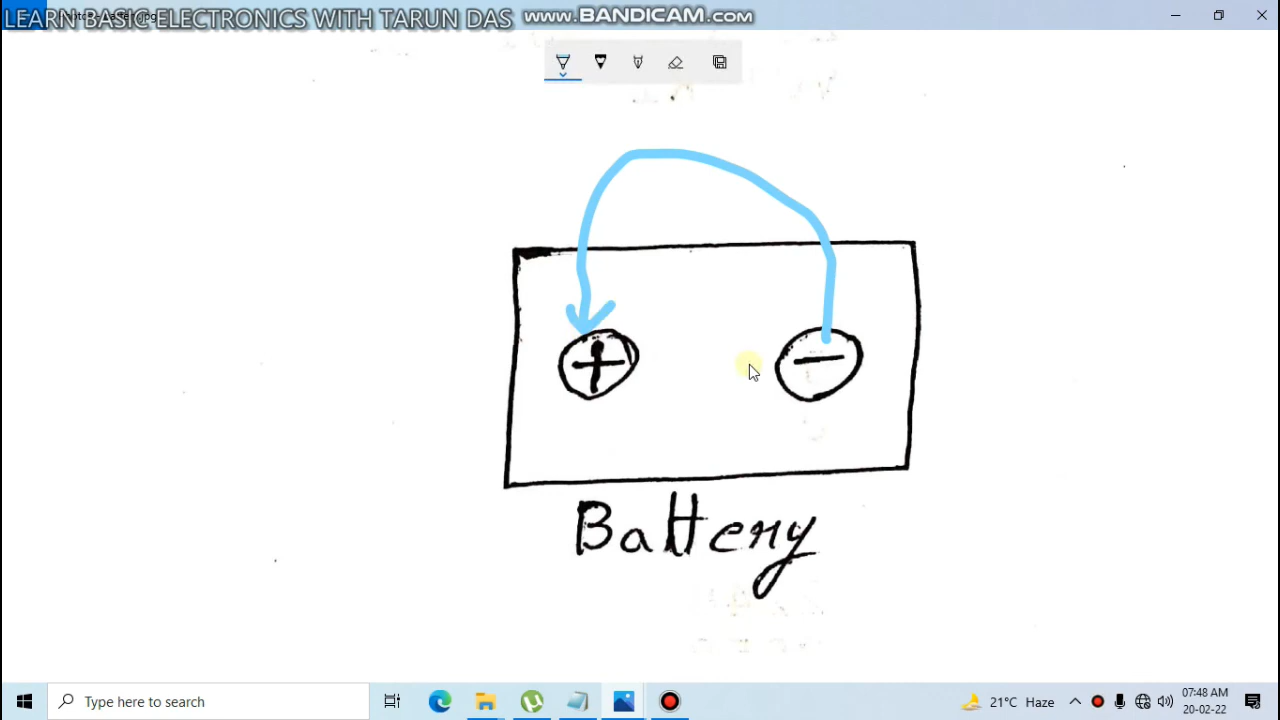 LEARN BASIC ELECTRONICS WITH TARUN DAS www.BANDICAM.com
+
−
Battery
Type here to search
21°C Haze
7:48 AM
20-02-22